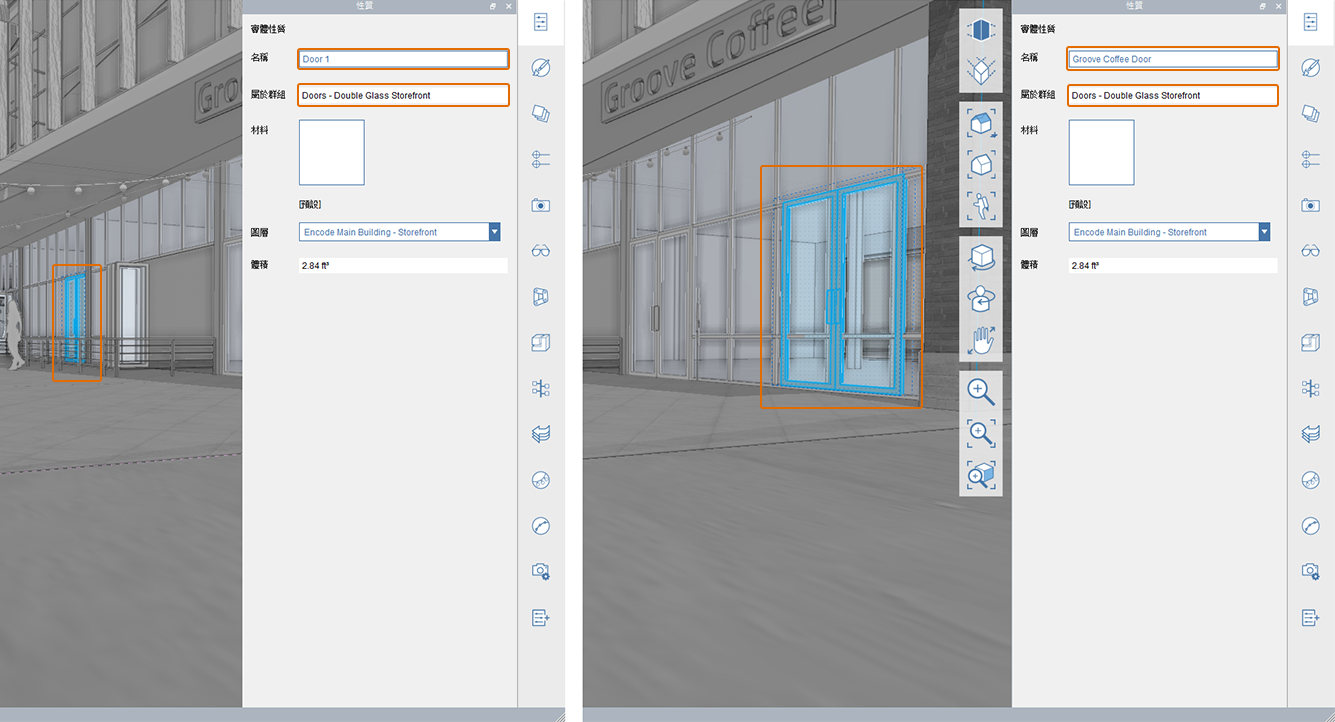 性質
實體性質
名稱
Door 1
屬於群組
Doors - Double Glass Storefront
材料
[預設]
圖層
Encode Main Building - Storefront
體積
2.84 ft³
Gro
Groove Coffee
性質
實體性質
名稱
Groove Coffee Door
屬於群組
Doors - Double Glass Storefront
材料
[預設]
圖層
Encode Main Building - Storefront
體積
2.84 ft³